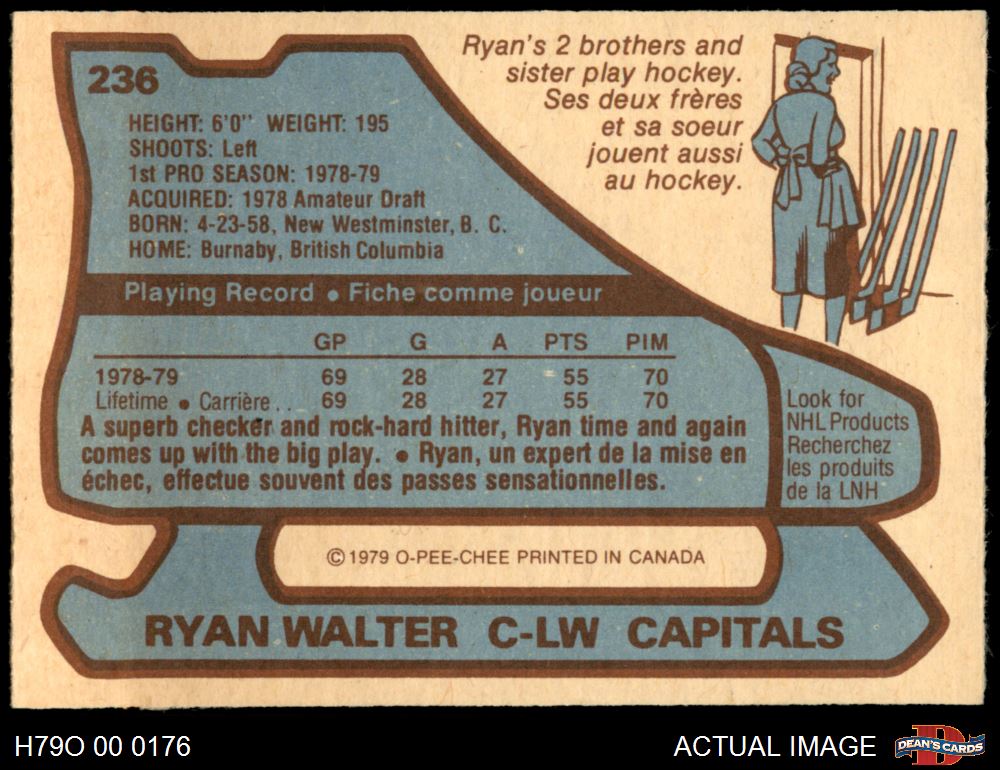 236
HEIGHT: 6'0" WEIGHT: 195
SHOOTS: Left
1st PRO SEASON: 1978-79
ACQUIRED: 1978 Amateur Draft
BORN: 4-23-58, New Westminster, B. C.
HOME: Burnaby, British Columbia
Ryan's 2 brothers and
sister play hockey.
Ses deux frères
et sa soeur
jouent aussi
au hockey.
Playing Record • Fiche comme joueur
GP G A PTS PIM
1978-79 69 28 27 55 70
Lifetime • Carrière.. 69 28 27 55 70
A superb checker and rock-hard hitter, Ryan time and again
comes up with the big play. • Ryan, un expert de la mise en
échec, effectue souvent des passes sensationnelles.
Look for
NHL Products
Recherchez
les produits
de la LNH
© 1979 O-PEE-CHEE PRINTED IN CANADA
RYAN WALTER C-LW CAPITALS
H79O 00 0176
ACTUAL IMAGE
DEAN'S CARDS